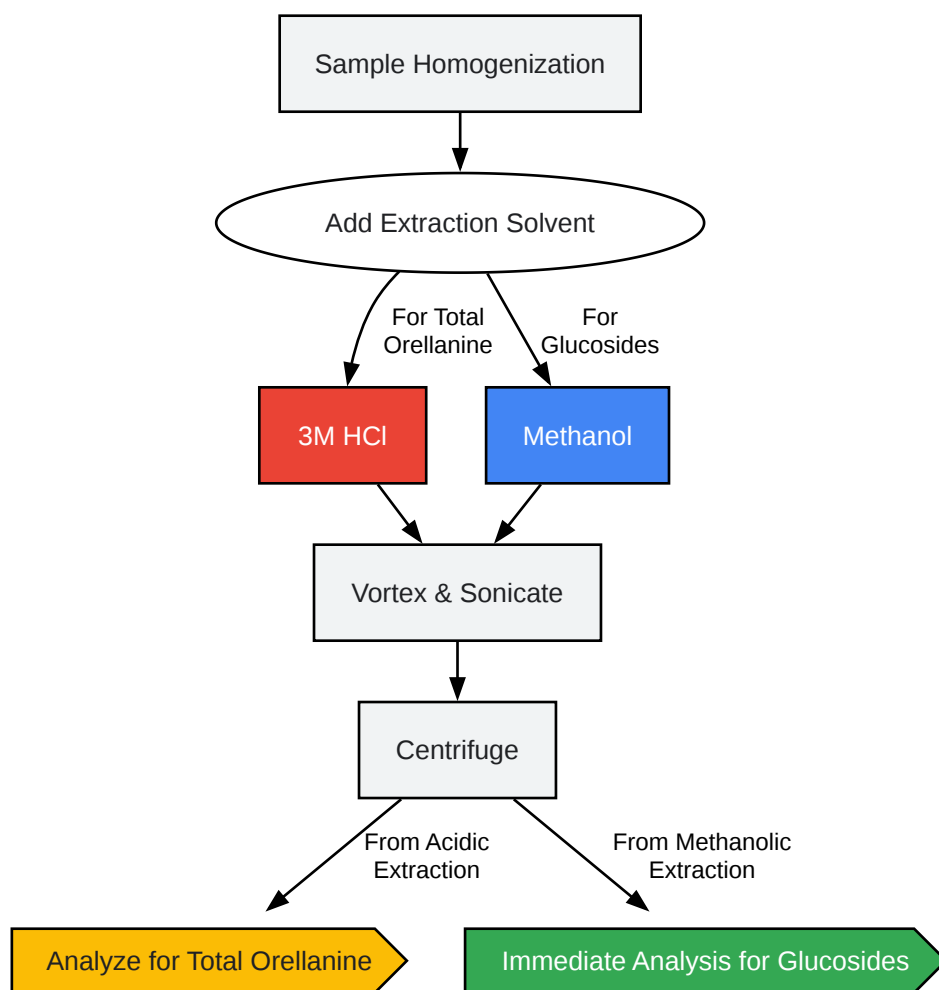 Sample Homogenization
Add Extraction Solvent
For Total
Orellanine
For
Glucosides
3M HCl
Methanol
Vortex & Sonicate
Centrifuge
From Acidic
Extraction
From Methanolic
Extraction
Analyze for Total Orellanine
Immediate Analysis for Glucosides